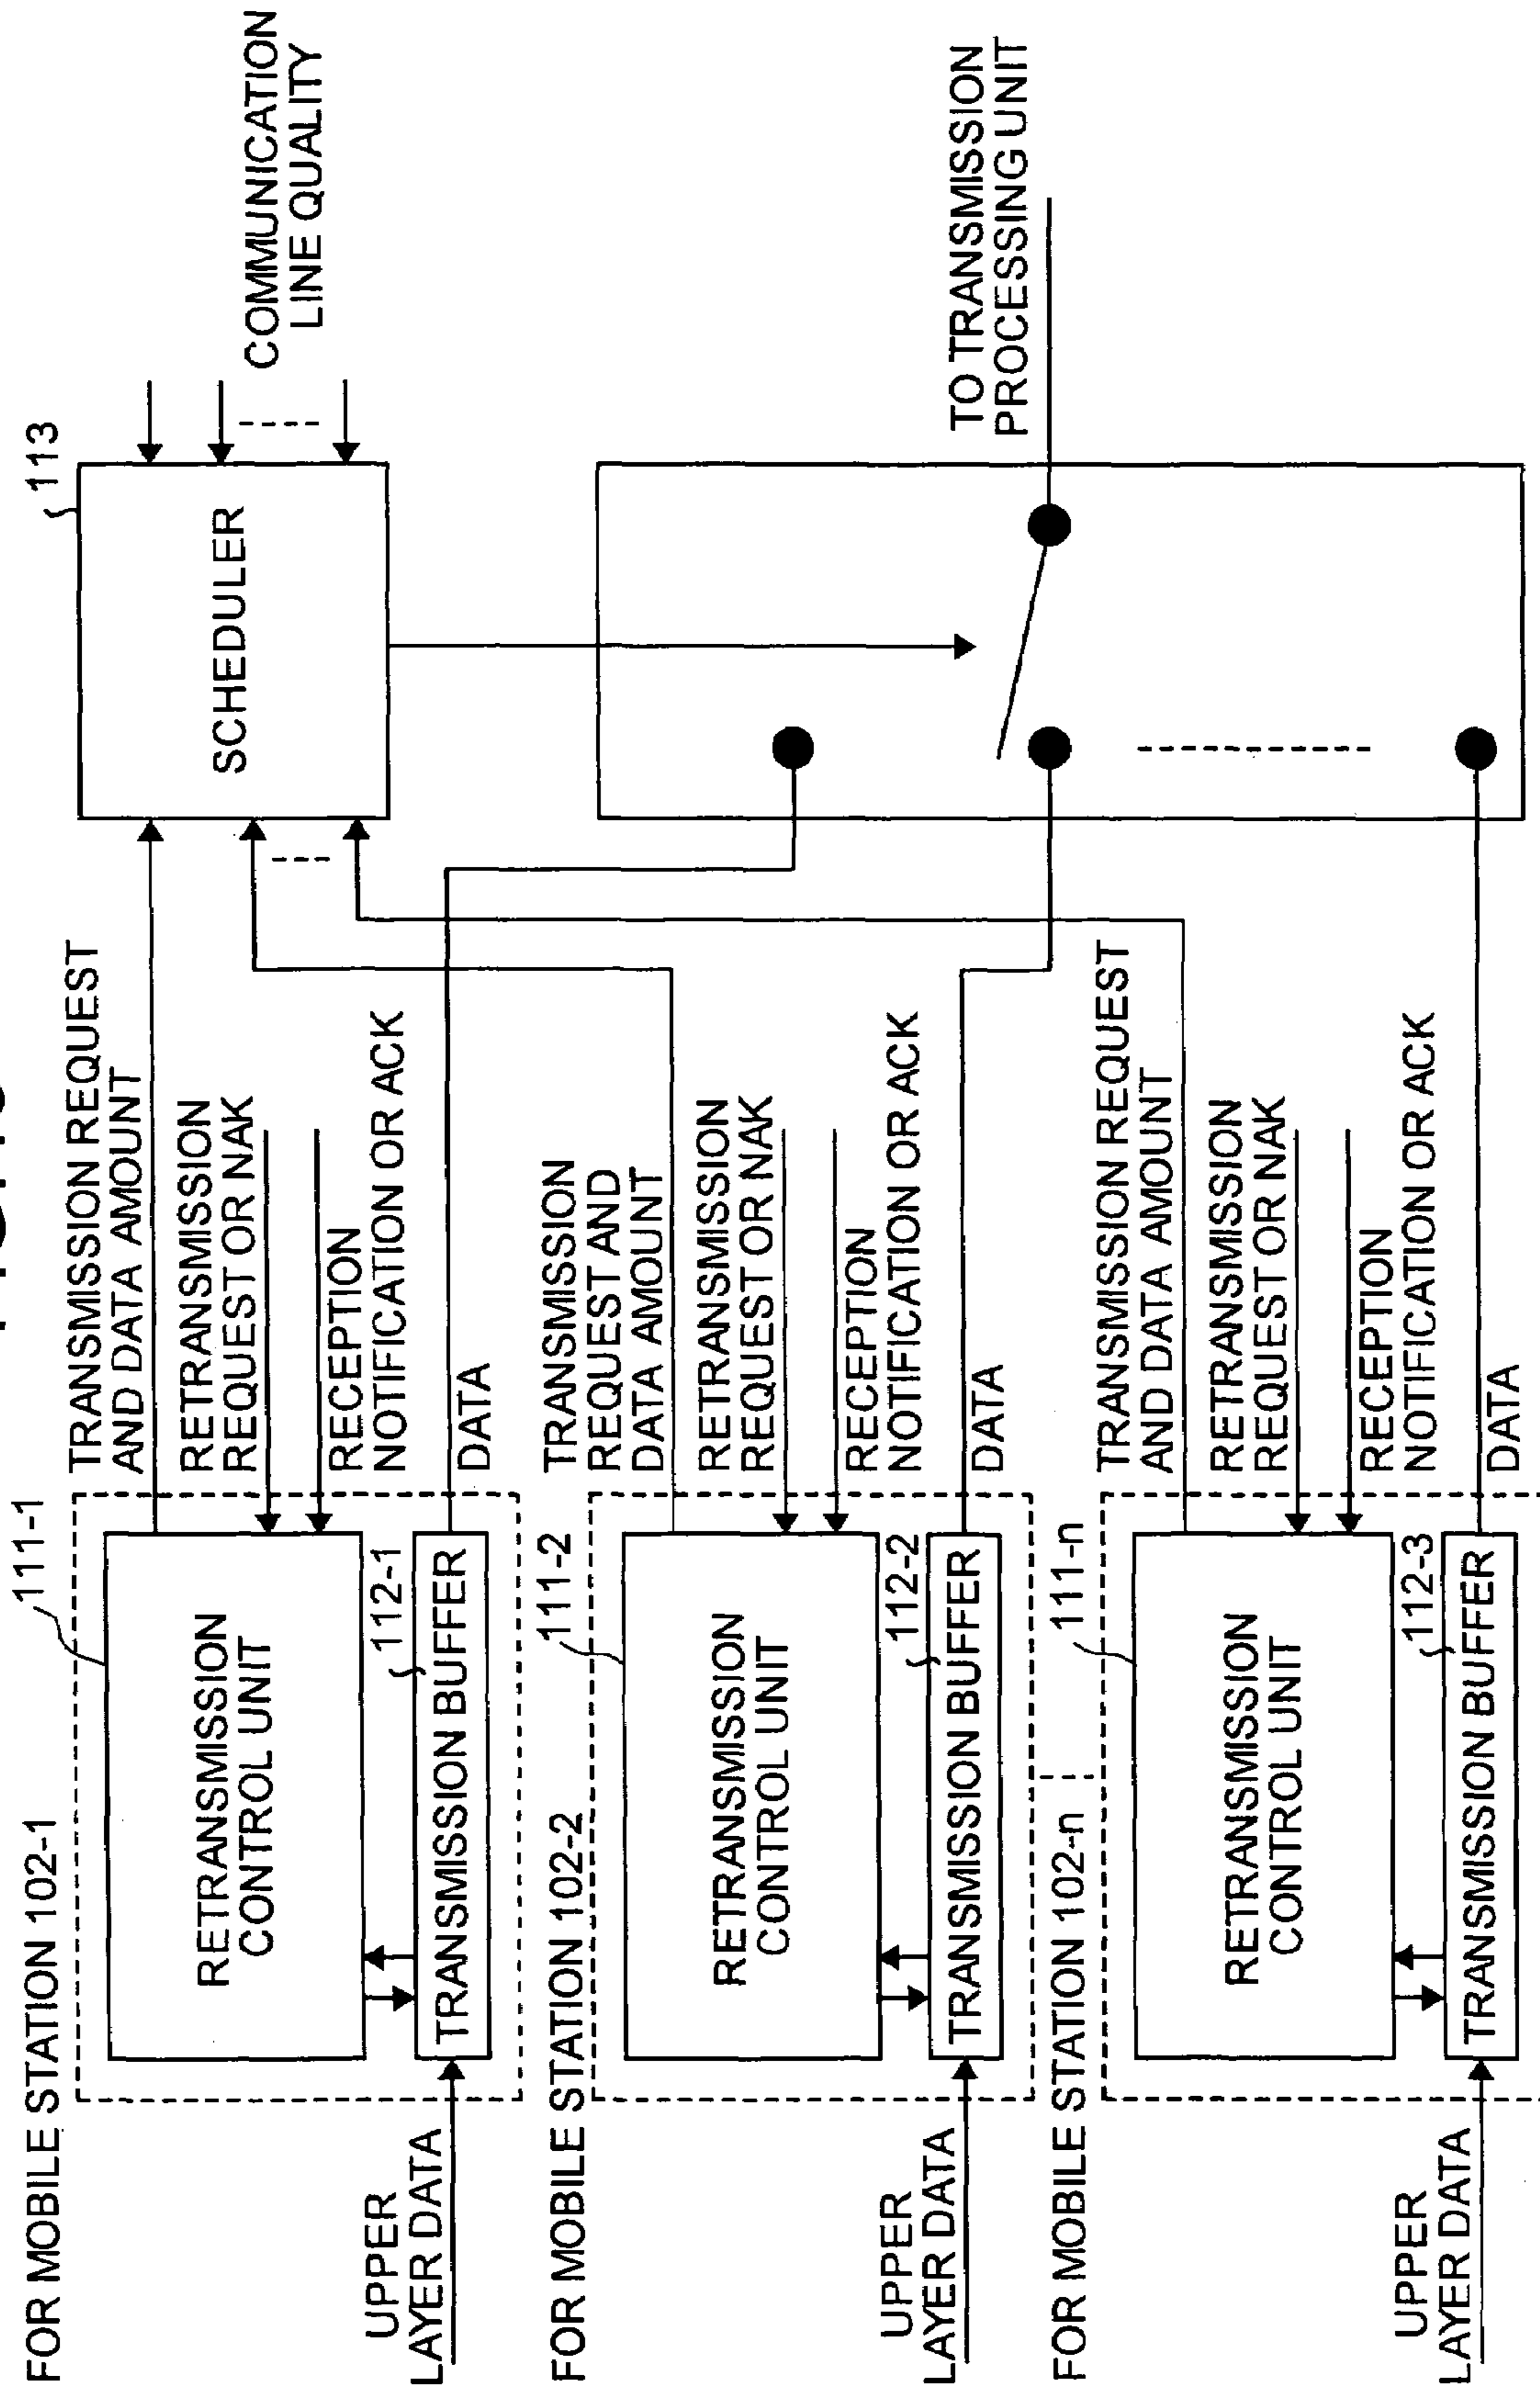 FOR MOBILE STATION 102-1
111-1
RETRANSMISSION
CONTROL UNIT
112-1
TRANSMISSION BUFFER
UPPER
LAYER DATA
TRANSMISSION REQUEST
AND DATA AMOUNT
RETRANSMISSION
REQUEST OR NAK
RECEPTION
NOTIFICATION OR ACK
DATA
113
SCHEDULER
COMMUNICATION
LINE QUALITY
FOR MOBILE STATION 102-2
111-2
RETRANSMISSION
CONTROL UNIT
112-2
TRANSMISSION BUFFER
UPPER
LAYER DATA
TRANSMISSION
REQUEST AND
DATA AMOUNT
RETRANSMISSION
REQUEST OR NAK
RECEPTION
NOTIFICATION OR ACK
DATA
TO TRANSMISSION
PROCESSING UNIT
FOR MOBILE STATION 102-n
111-n
RETRANSMISSION
CONTROL UNIT
112-3
TRANSMISSION BUFFER
UPPER
LAYER DATA
TRANSMISSION REQUEST
AND DATA AMOUNT
RETRANSMISSION
REQUEST OR NAK
RECEPTION
NOTIFICATION OR ACK
DATA